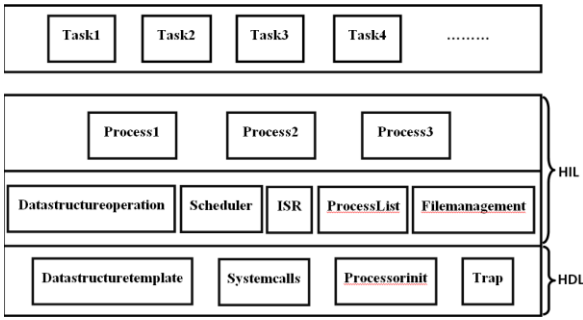 Task1 Task2 Task3 Task4 ………
Process1 Process2 Process3
HIL
Datastructureoperation Scheduler ISR ProcessList Filemanagement
Datastructuretemplate Systemcalls Processorinit Trap
HDL